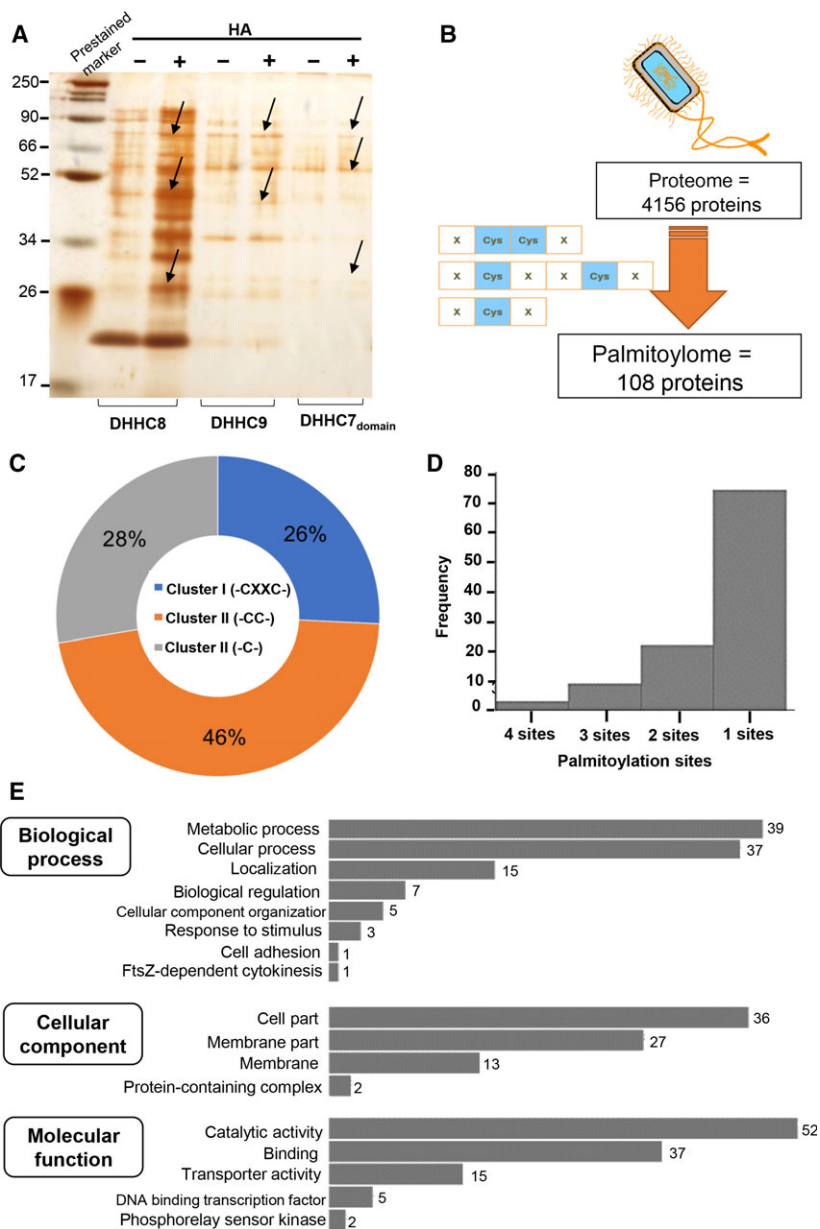 A
HA
Prestained
marker
− + − + − +
250
90
66
52
34
26
17
DHHC8 DHHC9 DHHC7domain
B
Proteome =
4156 proteins
X Cys Cys X
X Cys X X Cys X
X Cys X
Palmitoylome =
108 proteins
C
28%
26%
Cluster I (-CXXC-)
Cluster II (-CC-)
Cluster II (-C-)
46%
D
Frequency
80
70
60
50
40
30
20
10
0
4 sites 3 sites 2 sites 1 sites
Palmitoylation sites
E
Biological
process
Metabolic process 39
Cellular process 37
Localization 15
Biological regulation 7
Cellular component organizatior 5
Response to stimulus 3
Cell adhesion 1
FtsZ-dependent cytokinesis 1
Cellular
component
Cell part 36
Membrane part 27
Membrane 13
Protein-containing complex 2
Molecular
function
Catalytic activity 52
Binding 37
Transporter activity 15
DNA binding transcription factor 5
Phosphorelay sensor kinase 2